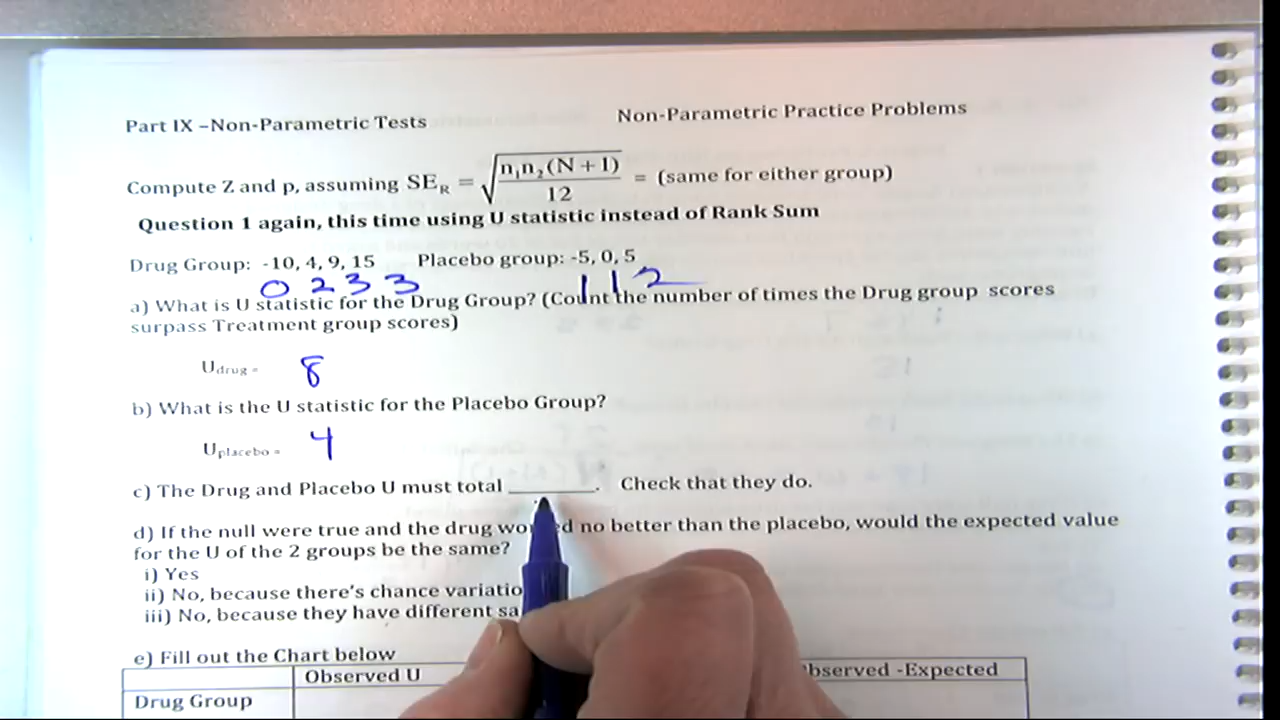 Part IX –Non-Parametric Tests Non-Parametric Practice Problems
Compute Z and p, assuming SE_R = √(n₁n₂(N + 1)/12) = (same for either group)
Question 1 again, this time using U statistic instead of Rank Sum
Drug Group: -10, 4, 9, 15 Placebo group: -5, 0, 5
0 2 3 3 1 1 2
a) What is U statistic for the Drug Group? (Count the number of times the Drug group scores
surpass Treatment group scores)
U drug = 8
b) What is the U statistic for the Placebo Group?
U placebo = 4
c) The Drug and Placebo U must total ________. Check that they do.
d) If the null were true and the drug no better than the placebo, would the expected value
for the U of the 2 groups be the same?
i) Yes
ii) No, because there's chance
iii) No, because they have different
e) Fill out the Chart below
Observed U -Expected
Drug Group